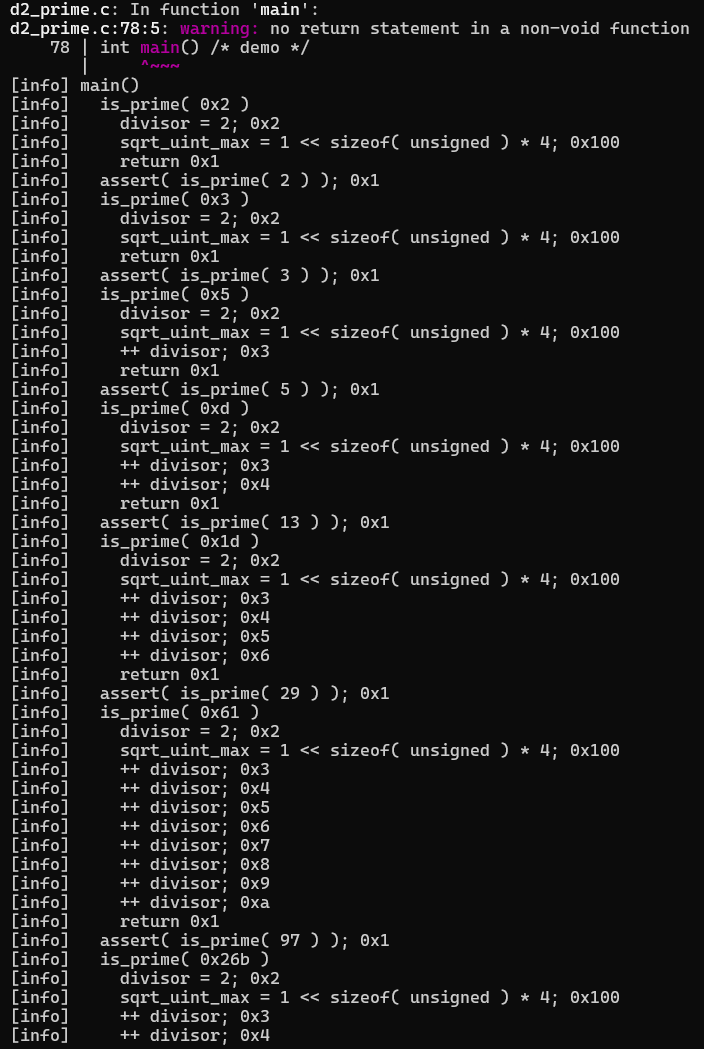 d2_prime.c: In function 'main':
d2_prime.c:78:5: warning: no return statement in a non-void function
    78 | int main() /* demo */
       |     ^~~~
[info] main()
[info]   is_prime( 0x2 )
[info]     divisor = 2; 0x2
[info]     sqrt_uint_max = 1 << sizeof( unsigned ) * 4; 0x100
[info]     return 0x1
[info]   assert( is_prime( 2 ) ); 0x1
[info]   is_prime( 0x3 )
[info]     divisor = 2; 0x2
[info]     sqrt_uint_max = 1 << sizeof( unsigned ) * 4; 0x100
[info]     return 0x1
[info]   assert( is_prime( 3 ) ); 0x1
[info]   is_prime( 0x5 )
[info]     divisor = 2; 0x2
[info]     sqrt_uint_max = 1 << sizeof( unsigned ) * 4; 0x100
[info]     ++ divisor; 0x3
[info]     return 0x1
[info]   assert( is_prime( 5 ) ); 0x1
[info]   is_prime( 0xd )
[info]     divisor = 2; 0x2
[info]     sqrt_uint_max = 1 << sizeof( unsigned ) * 4; 0x100
[info]     ++ divisor; 0x3
[info]     ++ divisor; 0x4
[info]     return 0x1
[info]   assert( is_prime( 13 ) ); 0x1
[info]   is_prime( 0x1d )
[info]     divisor = 2; 0x2
[info]     sqrt_uint_max = 1 << sizeof( unsigned ) * 4; 0x100
[info]     ++ divisor; 0x3
[info]     ++ divisor; 0x4
[info]     ++ divisor; 0x5
[info]     ++ divisor; 0x6
[info]     return 0x1
[info]   assert( is_prime( 29 ) ); 0x1
[info]   is_prime( 0x61 )
[info]     divisor = 2; 0x2
[info]     sqrt_uint_max = 1 << sizeof( unsigned ) * 4; 0x100
[info]     ++ divisor; 0x3
[info]     ++ divisor; 0x4
[info]     ++ divisor; 0x5
[info]     ++ divisor; 0x6
[info]     ++ divisor; 0x7
[info]     ++ divisor; 0x8
[info]     ++ divisor; 0x9
[info]     ++ divisor; 0xa
[info]     return 0x1
[info]   assert( is_prime( 97 ) ); 0x1
[info]   is_prime( 0x26b )
[info]     divisor = 2; 0x2
[info]     sqrt_uint_max = 1 << sizeof( unsigned ) * 4; 0x100
[info]     ++ divisor; 0x3
[info]     ++ divisor; 0x4